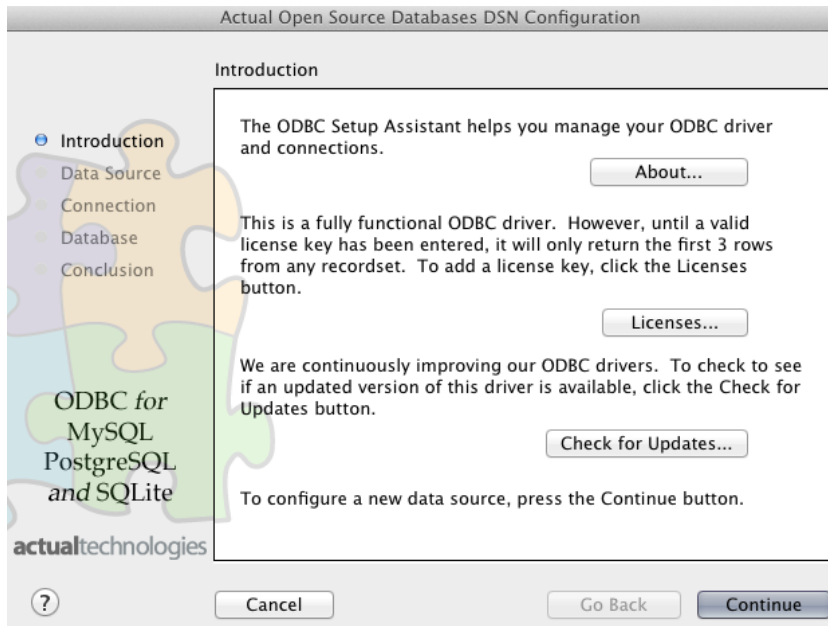 Actual Open Source Databases DSN Configuration
Introduction
Introduction
Data Source
Connection
Database
Conclusion
ODBC for
MySQL
PostgreSQL
and SQLite
actualtechnologies
The ODBC Setup Assistant helps you manage your ODBC driver
and connections.
About...
This is a fully functional ODBC driver.  However, until a valid
license key has been entered, it will only return the first 3 rows
from any recordset.  To add a license key, click the Licenses
button.
Licenses...
We are continuously improving our ODBC drivers.  To check to see
if an updated version of this driver is available, click the Check for
Updates button.
Check for Updates...
To configure a new data source, press the Continue button.
?
Cancel
Go Back
Continue